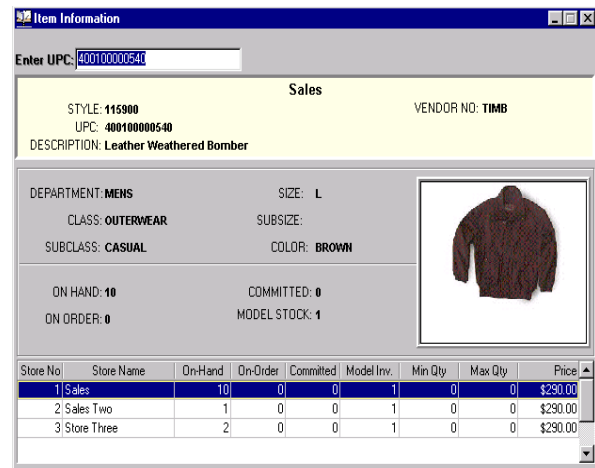 Item Information
Enter UPC: 400100000540
Sales
STYLE: 115900 VENDOR NO: TIMB
UPC: 400100000540
DESCRIPTION: Leather Weathered Bomber
DEPARTMENT: MENS SIZE: L
CLASS: OUTERWEAR SUBSIZE:
SUBCLASS: CASUAL COLOR: BROWN
ON HAND: 10 COMMITTED: 0
ON ORDER: 0 MODEL STOCK: 1
Store No Store Name On-Hand On-Order Committed Model Inv. Min Qty Max Qty Price
1 Sales 10 0 0 1 0 0 $290.00
2 Sales Two 1 0 0 1 0 0 $290.00
3 Store Three 2 0 0 1 0 0 $290.00